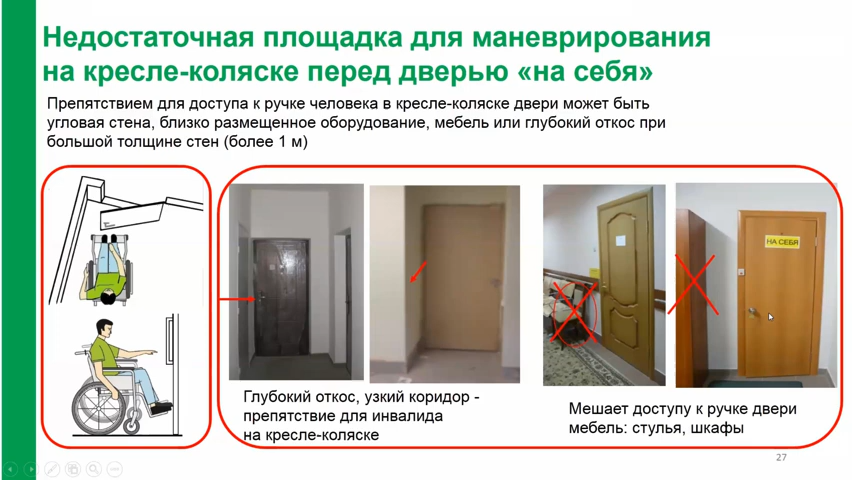 Недостаточная площадка для маневрирования
на кресле-коляске перед дверью «на себя»
Препятствием для доступа к ручке человека в кресле-коляске двери может быть
угловая стена, близко размещенное оборудование, мебель или глубокий откос при
большой толщине стен (более 1 м)
НА СЕБЯ
Глубокий откос, узкий коридор -
препятствие для инвалида
на кресле-коляске
Мешает доступу к ручке двери
мебель: стулья, шкафы
27